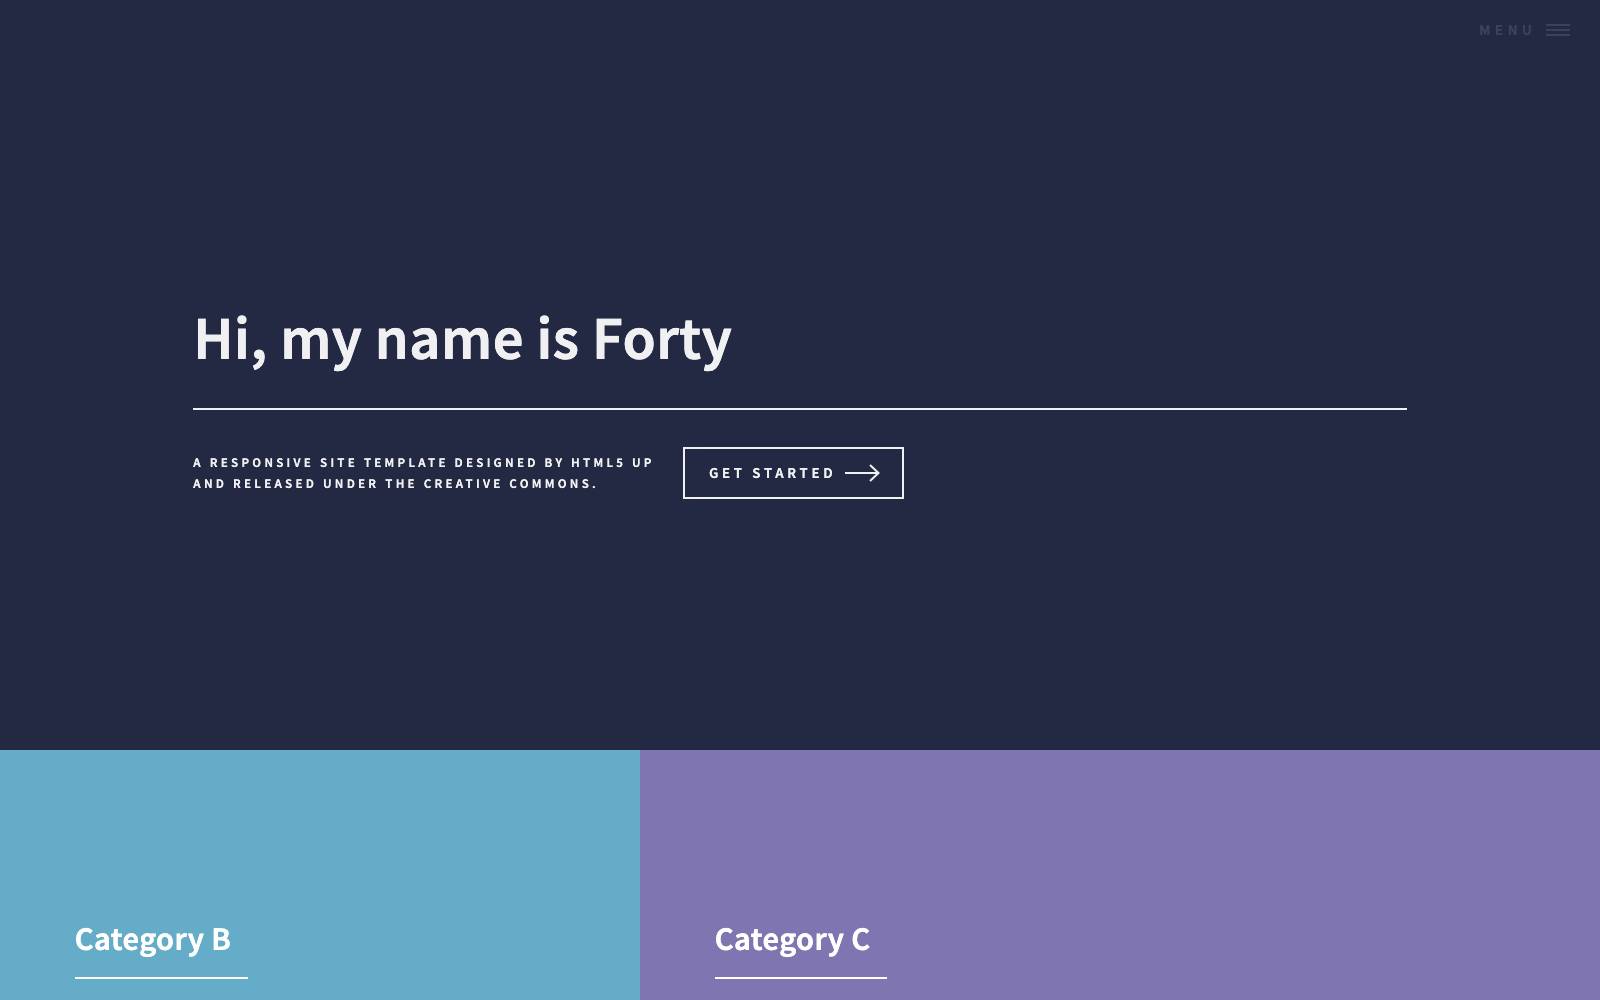 MENU
Hi, my name is Forty
A RESPONSIVE SITE TEMPLATE DESIGNED BY HTML5 UP
AND RELEASED UNDER THE CREATIVE COMMONS.
GET STARTED
Category B
Category C